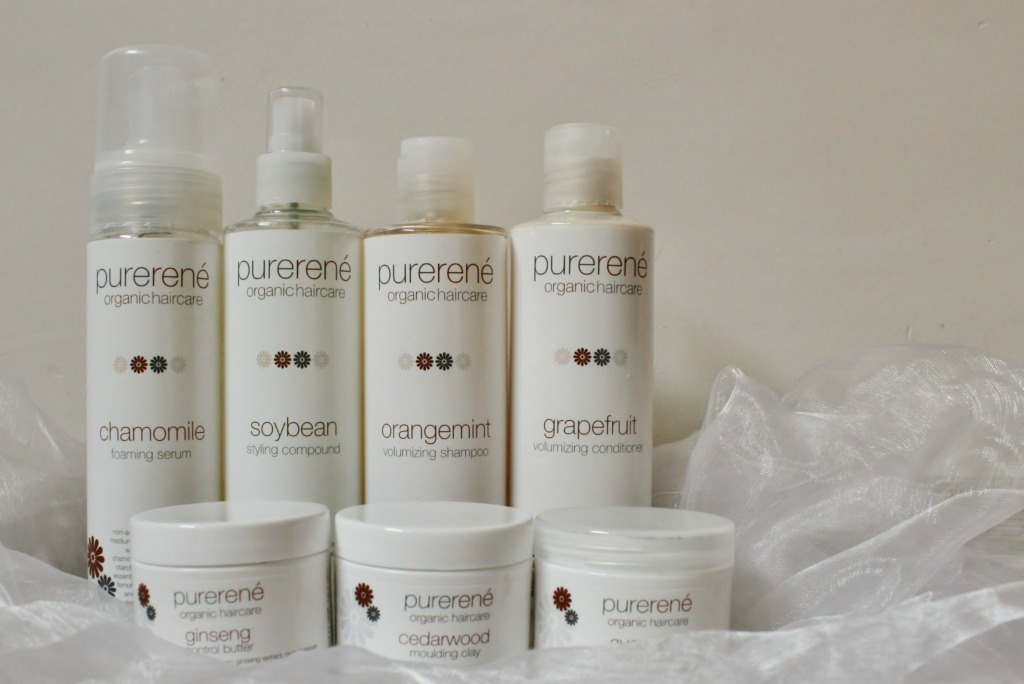 purerené
organic haircare
chamomile
foaming serum
purerené
organic haircare
soybean
styling compound
purerené
organic haircare
orangemint
volumizing shampoo
purerené
organic haircare
grapefruit
volumizing conditioner
purerené
organic haircare
ginseng
control butter
purerené
organic haircare
cedarwood
moulding clay
purerené
organic haircare